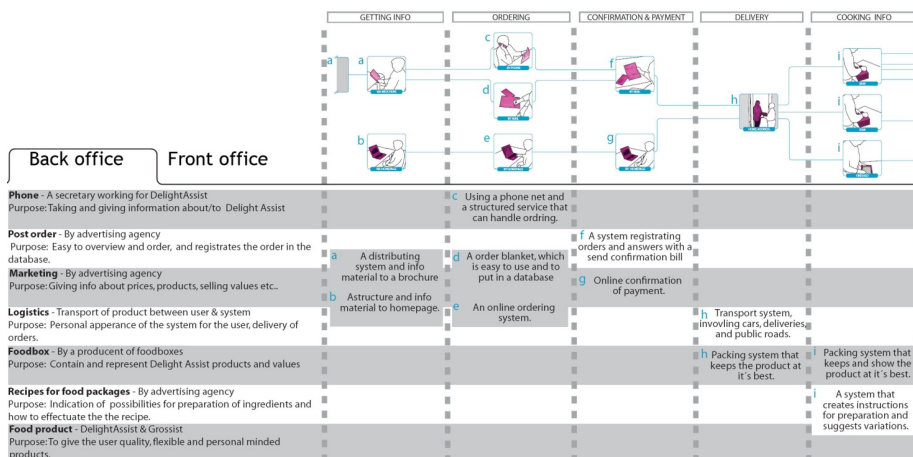 GETTING INFO
ORDERING
CONFIRMATION & PAYMENT
DELIVERY
COOKING INFO
a
a
c
d
f
h
i
i
i
b
e
g
BY PHONE
Back office
Front office
Phone - A secretary working for DelightAssist
Purpose: Taking and giving information about/to Delight Assist
c Using a phone net and
a structured service that
can handle ordring.
Post order - By advertising agency
Purpose: Easy to overview and order, and registrates the order in the
database.
f A system registrating
orders and answers with a
send confirmation bill
a A distributing
system and info
material to a brochure
d A order blanket, which
is easy to use and to
put in a database
Marketing - By advertising agency
Purpose: Giving info about prices, products, selling values etc..
g Online confirmation
of payment.
b Astructure and info
material to homepage.
e An online ordering
system.
Logistics - Transport of product between user & system
Purpose: Personal apperance of the system for the user, delivery of
orders.
h Transport system,
invovling cars, deliveries,
and public roads.
Foodbox - By a producent of foodboxes
Purpose: Contain and represent Delight Assist products and values
h Packing system that
keeps the product at
it´s best.
i Packing system that
keeps and show the
product at it´s best.
Recipes for food packages - By advertising agency
Purpose: Indication of possibilities for preparation of ingredients and
how to effectuate the the recipe.
i A system that
creates instructions
for preparation and
suggests variations.
Food product - DelightAssist & Grossist
Purpose: To give the user quality, flexible and personal minded
products.